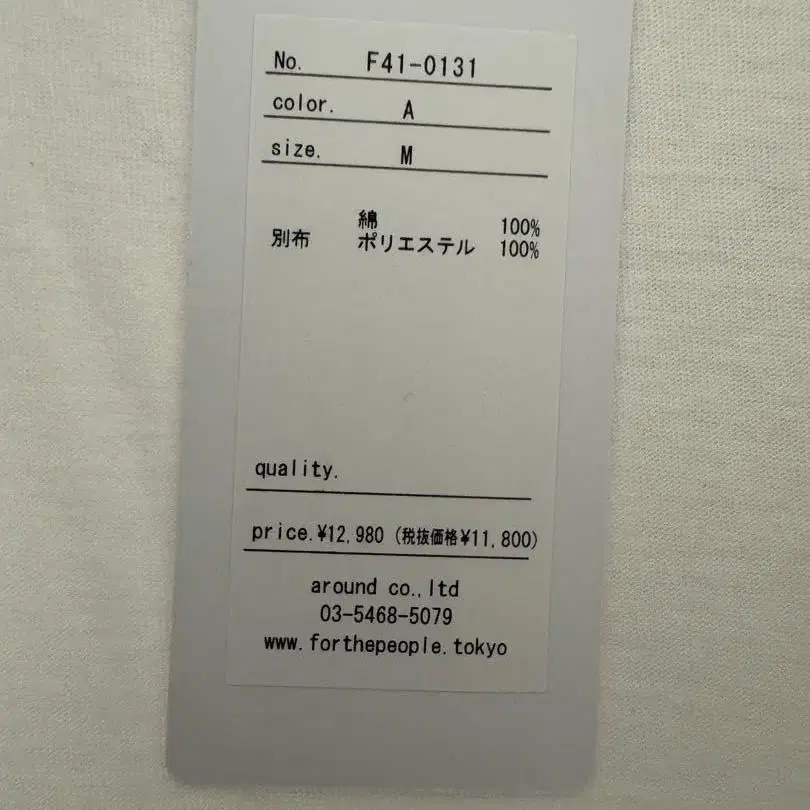 No. F41-0131
color. A
size. M
綿 100%
別布 ポリエステル 100%
quality.
price.¥12,980 (税抜価格¥11,800)
around co.,ltd
03-5468-5079
www.forthepeople.tokyo